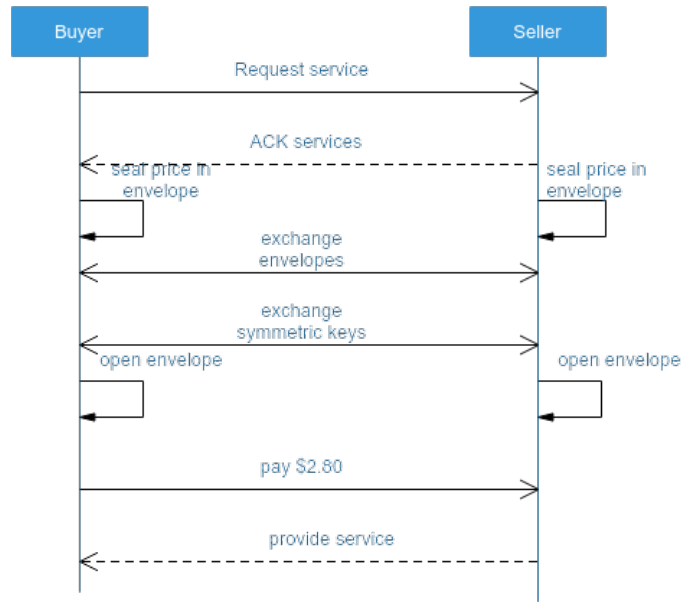 Buyer
Seller
Request service
ACK services
seal price in
envelope
seal price in
envelope
exchange
envelopes
exchange
symmetric keys
open envelope
open envelope
pay $2.80
provide service